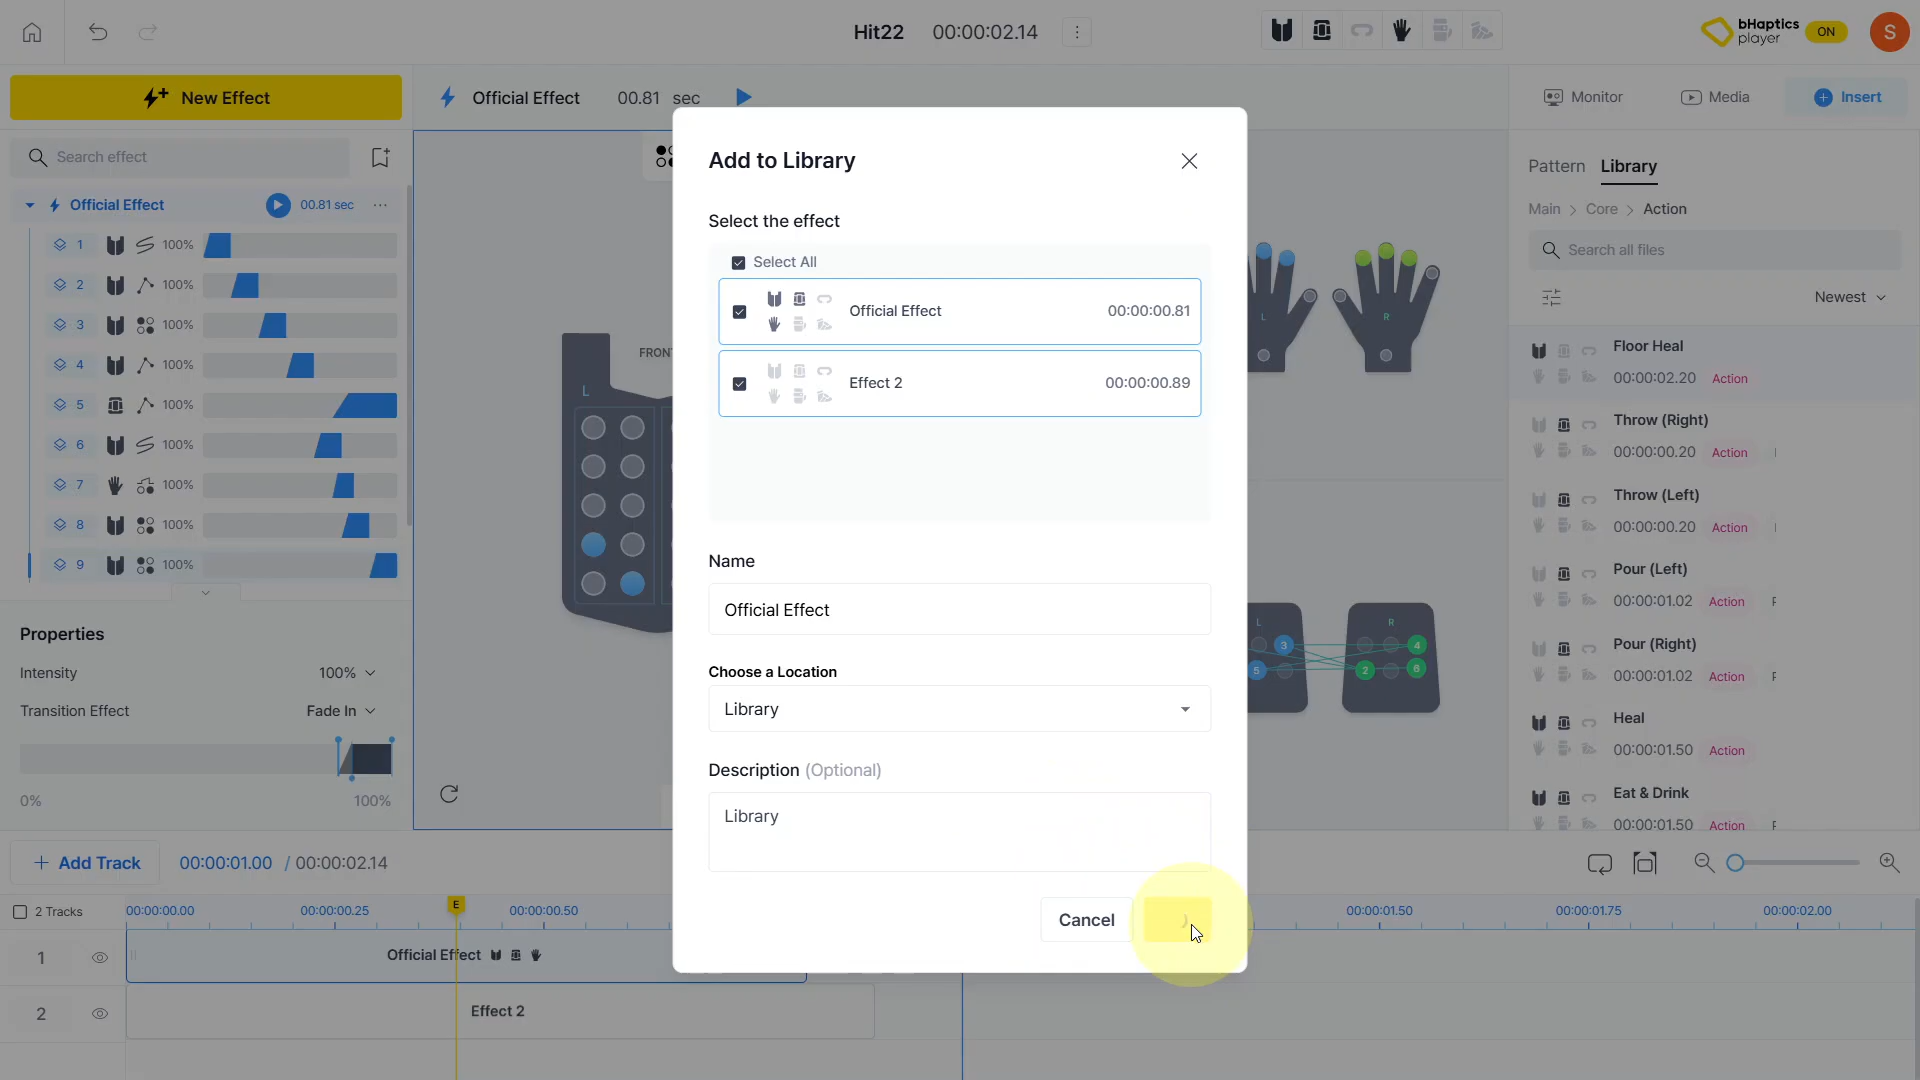 Hit22 00:00:02.14
bHaptics
player
ON
S
New Effect
Official Effect 00.81 sec
Monitor
Media
Insert
Search effect
Official Effect 00.81 sec
1 100%
2 100%
3 100%
4 100%
5 100%
6 100%
7 100%
8 100%
9 100%
Properties
Intensity 100%
Transition Effect Fade In
0% 100%
FRONT
L
Add to Library
Select the effect
Select All
Official Effect 00:00:00.81
Effect 2 00:00:00.89
Name
Official Effect
Choose a Location
Library
Description (Optional)
Library
Cancel
L R
L R
3 4
5 2 6
Pattern Library
Main > Core > Action
Search all files
Newest
Floor Heal
00:00:02.20 Action
Throw (Right)
00:00:00.20 Action
Throw (Left)
00:00:00.20 Action
Pour (Left)
00:00:01.02 Action
Pour (Right)
00:00:01.02 Action
Heal
00:00:01.50 Action
Eat & Drink
00:00:01.50 Action
Add Track 00:00:01.00 / 00:00:02.14
2 Tracks 00:00:00.00 00:00:00.25 E 00:00:00.50 00:00:01.50 00:00:01.75 00:00:02.00
1 Official Effect
2 Effect 2